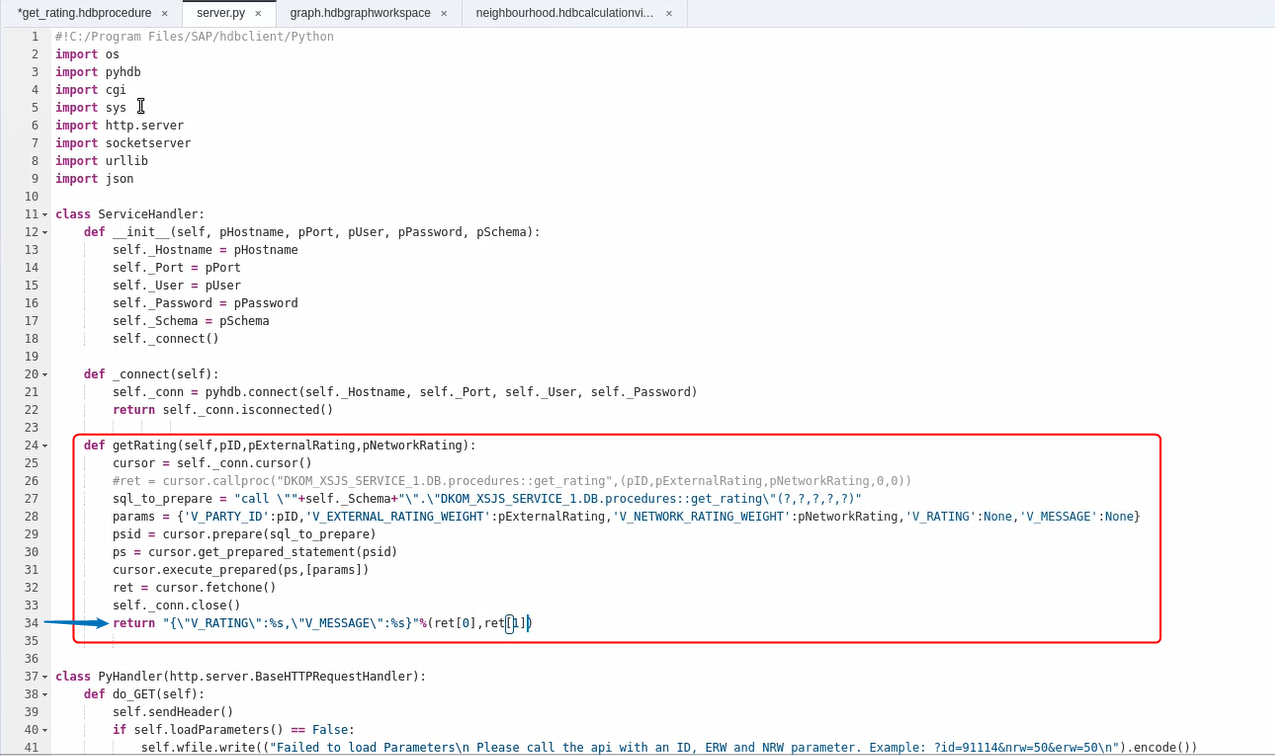 *get_rating.hdbprocedure × server.py × graph.hdbgraphworkspace × neighbourhood.hdbcalculationvi... ×
1 #!C:/Program Files/SAP/hdbclient/Python
2 import os
3 import pyhdb
4 import cgi
5 import sys
6 import http.server
7 import socketserver
8 import urllib
9 import json
10
11 class ServiceHandler:
12 def __init__(self, pHostname, pPort, pUser, pPassword, pSchema):
13 self._Hostname = pHostname
14 self._Port = pPort
15 self._User = pUser
16 self._Password = pPassword
17 self._Schema = pSchema
18 self._connect()
19
20 def _connect(self):
21 self._conn = pyhdb.connect(self._Hostname, self._Port, self._User, self._Password)
22 return self._conn.isconnected()
23
24 def getRating(self,pID,pExternalRating,pNetworkRating):
25 cursor = self._conn.cursor()
26 #ret = cursor.callproc("DKOM_XSJS_SERVICE_1.DB.procedures::get_rating",(pID,pExternalRating,pNetworkRating,0,0))
27 sql_to_prepare = "call \""+self._Schema+"\".\"DKOM_XSJS_SERVICE_1.DB.procedures::get_rating\"(?,?,?,?,?)"
28 params = {'V_PARTY_ID':pID,'V_EXTERNAL_RATING_WEIGHT':pExternalRating,'V_NETWORK_RATING_WEIGHT':pNetworkRating,'V_RATING':None,'V_MESSAGE':None}
29 psid = cursor.prepare(sql_to_prepare)
30 ps = cursor.get_prepared_statement(psid)
31 cursor.execute_prepared(ps,[params])
32 ret = cursor.fetchone()
33 self._conn.close()
34 return "{\"V_RATING\":%s,\"V_MESSAGE\":%s}"%(ret[0],ret[1])
35
36
37 class PyHandler(http.server.BaseHTTPRequestHandler):
38 def do_GET(self):
39 self.sendHeader()
40 if self.loadParameters() == False:
41 self.wfile.write(("Failed to load Parameters\n Please call the api with an ID, ERW and NRW parameter. Example: ?id=91114&nrw=50&erw=50\n").encode())